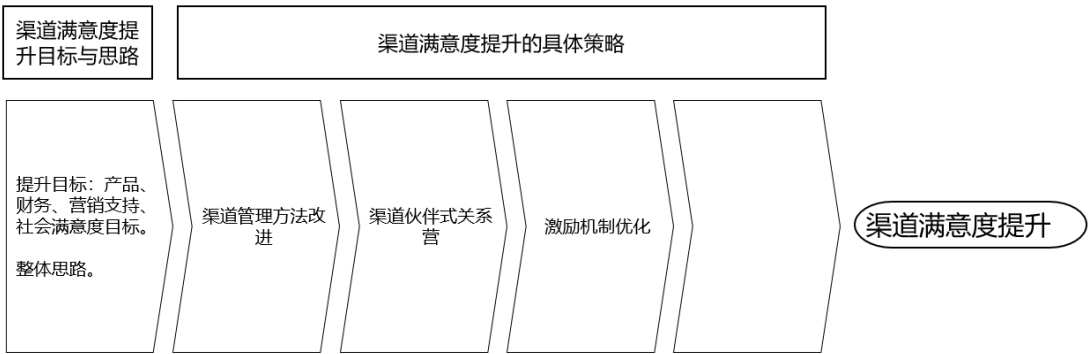 渠道满意度提
升目标与思路
渠道满意度提升的具体策略
提升目标：产品、
财务、营销支持、
社会满意度目标。
整体思路。
渠道管理方法改
进
渠道伙伴式关系
营
激励机制优化
渠道满意度提升